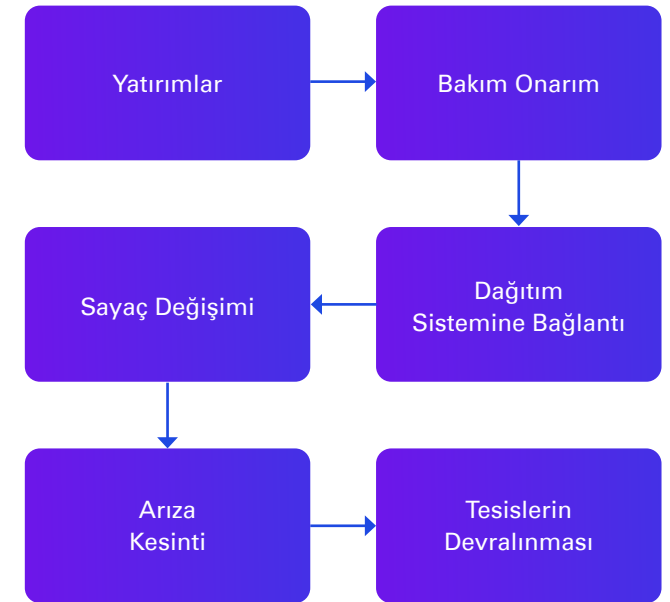 Yatırımlar
Bakım Onarım
Dağıtım
Sistemine Bağlantı
Sayaç Değişimi
Arıza
Kesinti
Tesislerin
Devralınması